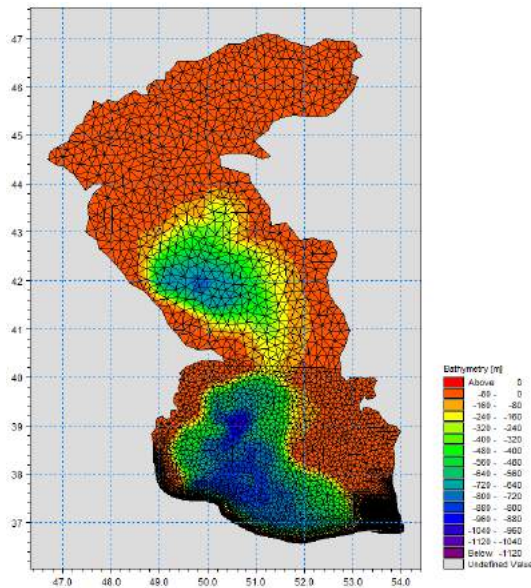 47
46
45
44
43
42
41
40
39
38
37
47.0 48.0 49.0 50.0 51.0 52.0 53.0 54.0
Bathymetry [m]
Above 0
-80 - 0
-160 - -80
-240 - -160
-320 - -240
-400 - -320
-480 - -400
-560 - -480
-640 - -560
-720 - -640
-800 - -720
-880 - -800
-960 - -880
-1040 - -960
-1120 - -1040
Below -1120
Undefined Value